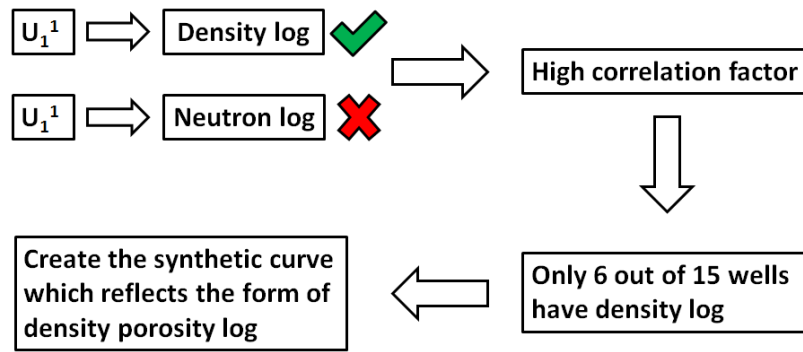 U₁¹
Density log
High correlation factor
U₁¹
Neutron log
Create the synthetic curve
which reflects the form of
density porosity log
Only 6 out of 15 wells
have density log